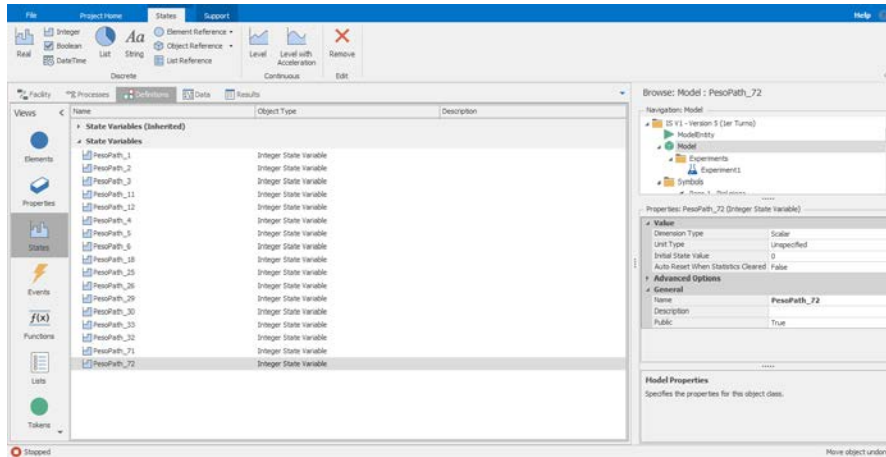 File Project Home States Support Help
Real
Integer
Boolean
DateTime
List
Aa
String
Element Reference
Object Reference
List Reference
Discrete
Level
Level with Acceleration
Continuous
Remove
Edit
Facility Processes Definitions Data Results
Views
Elements
Properties
States
Events
f(x)
Functions
Lists
Tokens
Name Object Type Description
State Variables (Inherited)
State Variables
PesoPath_1 Integer State Variable
PesoPath_2 Integer State Variable
PesoPath_3 Integer State Variable
PesoPath_11 Integer State Variable
PesoPath_12 Integer State Variable
PesoPath_4 Integer State Variable
PesoPath_5 Integer State Variable
PesoPath_6 Integer State Variable
PesoPath_18 Integer State Variable
PesoPath_25 Integer State Variable
PesoPath_26 Integer State Variable
PesoPath_29 Integer State Variable
PesoPath_30 Integer State Variable
PesoPath_33 Integer State Variable
PesoPath_32 Integer State Variable
PesoPath_71 Integer State Variable
PesoPath_72 Integer State Variable
Browse: Model : PesoPath_72
Navigation: Model
IS V1 - Version 5 (1er Turno)
ModelEntity
Model
Experiments
Experiment1
Symbols
Properties: PesoPath_72 (Integer State Variable)
Value
Dimension Type Scalar
Unit Type Unspecified
Initial State Value 0
Auto Reset When Statistics Cleared False
Advanced Options
General
Name PesoPath_72
Description
Public True
Model Properties
Specifies the properties for this object class.
Stopped Move object undon